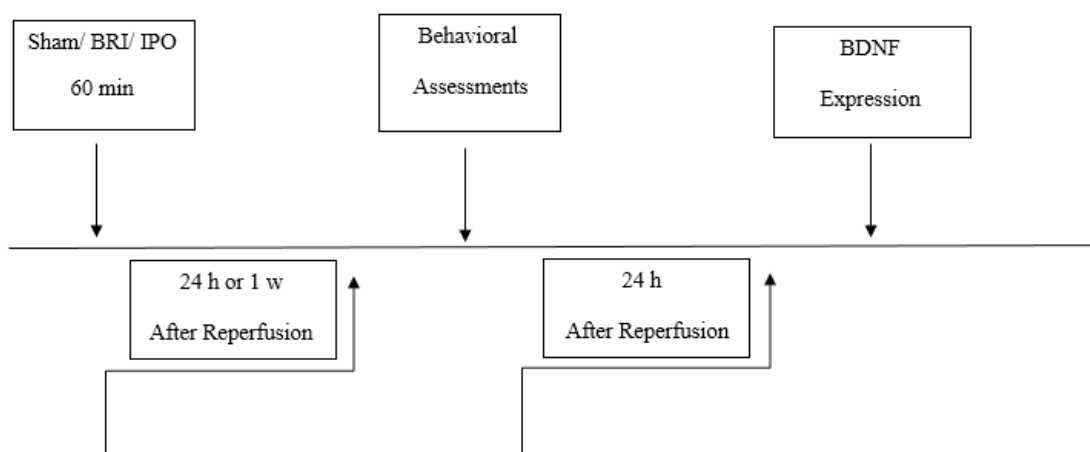 Sham/ BRI/ IPO
60 min
Behavioral
Assessments
BDNF
Expression
24 h or 1 w
After Reperfusion
24 h
After Reperfusion